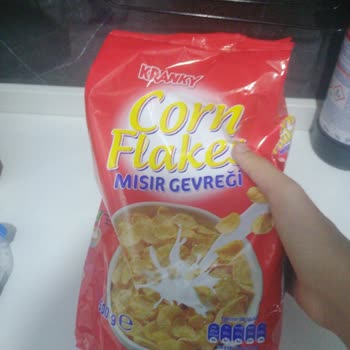 KRANKY
Corn
Flakes
MISIR GEVREĞİ